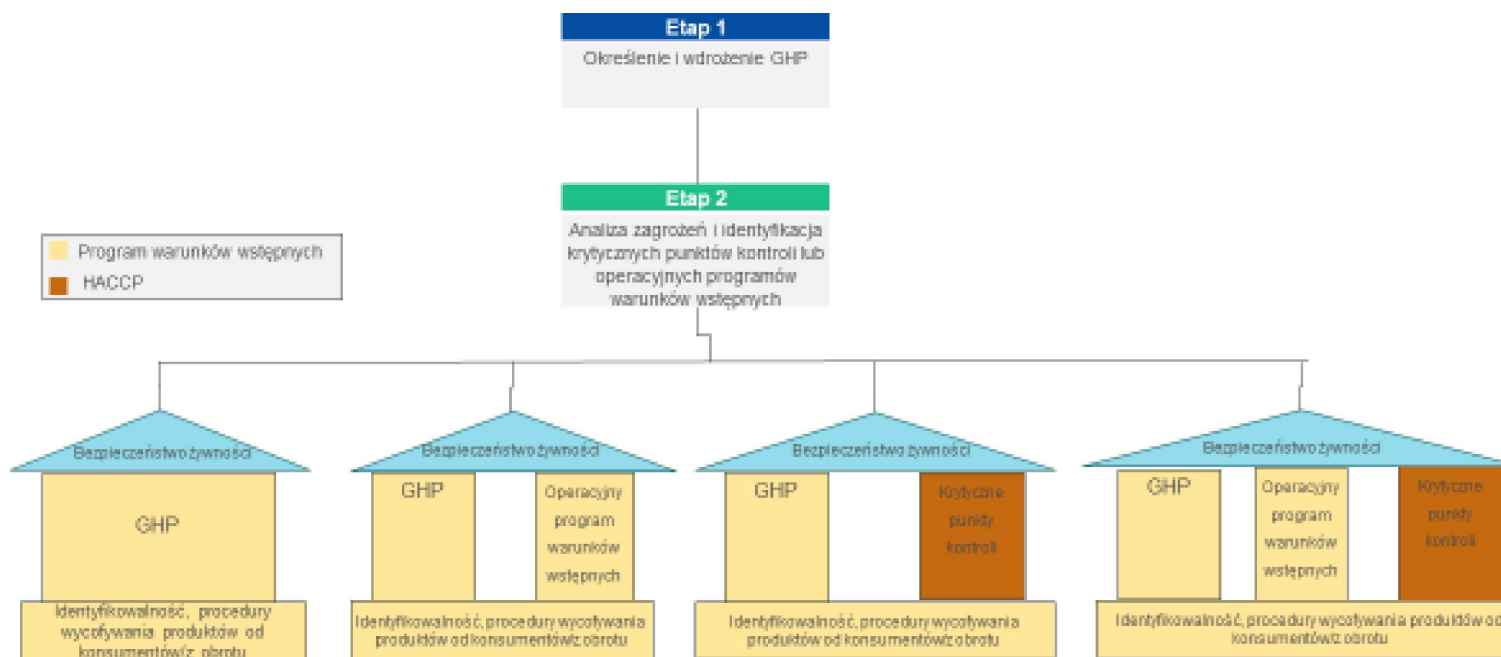 Etap 1
Określenie i wdrożenie GHP
Etap 2
Analiza zagrożeń i identyfikacja
krytycznych punktów kontroli lub
operacyjnych programów
warunków wstępnych
Program warunków wstępnych
HACCP
Bezpieczeństwo żywności
GHP
Identyfikowalność, procedury
wycofywania produktów od
konsumentów/z obrotu
Bezpieczeństwo żywności
GHP
Operacyjny
program
warunków
wstępnych
Identyfikowalność, procedury wycofywania
produktów od konsumentów/z obrotu
Bezpieczeństwo żywności
GHP
Krytyczne
punkty
kontroli
Identyfikowalność, procedury wycofywania
produktów od konsumentów/z obrotu
Bezpieczeństwo żywności
GHP
Operacyjny
program
warunków
wstępnych
Krytyczne
punkty
kontroli
Identyfikowalność, procedury wycofywania produktów od
konsumentów/z obrotu